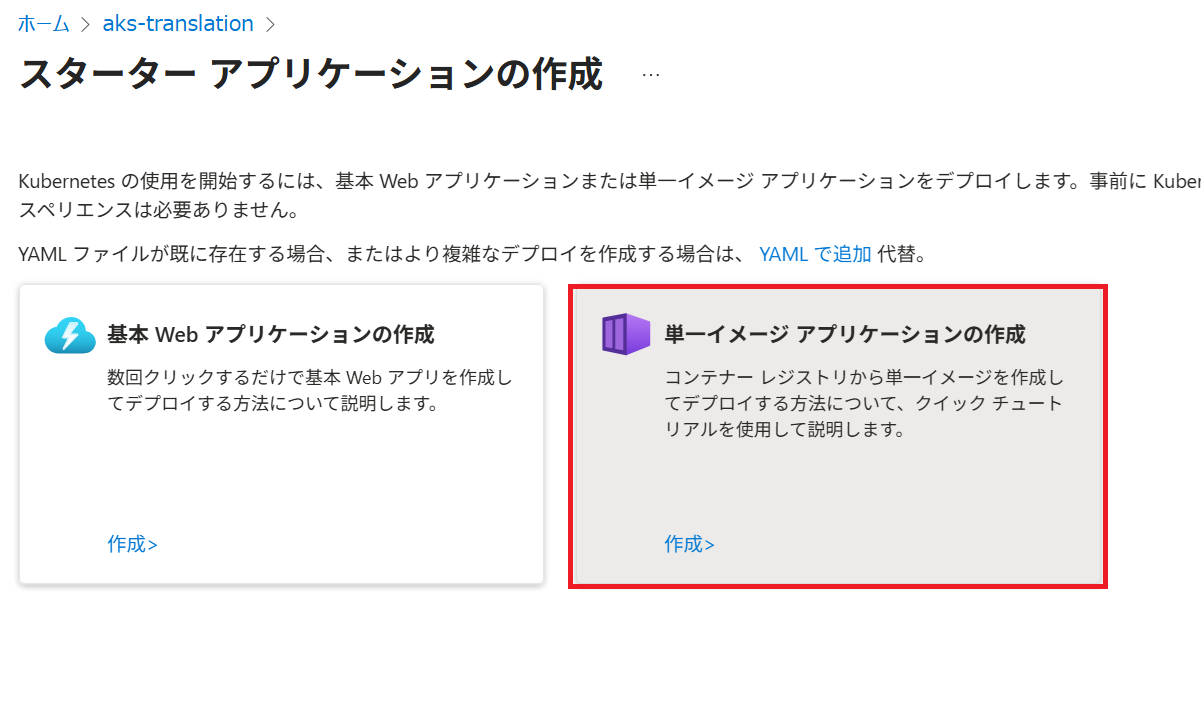 ホーム > aks-translation >
スターター アプリケーションの作成 ...
Kubernetes の使用を開始するには、基本 Web アプリケーションまたは単一イメージ アプリケーションをデプロイします。事前に Kuber
スペリエンスは必要ありません。
YAML ファイルが既に存在する場合、またはより複雑なデプロイを作成する場合は、 YAML で追加 代替。
基本 Web アプリケーションの作成
数回クリックするだけで基本 Web アプリを作成し
てデプロイする方法について説明します。
作成>
単一イメージ アプリケーションの作成
コンテナー レジストリから単一イメージを作成し
てデプロイする方法について、クイック チュート
リアルを使用して説明します。
作成>